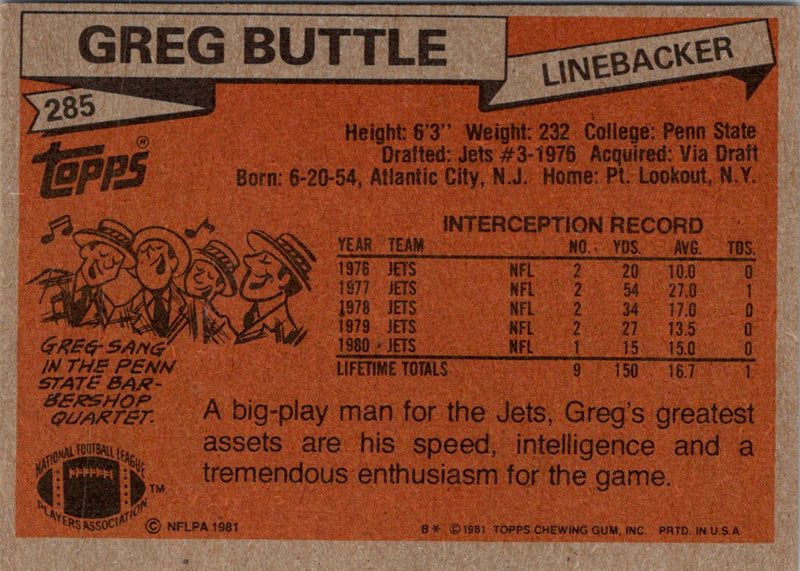 GREG BUTTLE
LINEBACKER
285
Topps®
Height: 6'3" Weight: 232 College: Penn State
Drafted: Jets #3-1976 Acquired: Via Draft
Born: 6-20-54, Atlantic City, N.J. Home: Pt. Lookout, N.Y.
INTERCEPTION RECORD
YEAR TEAM NO. YDS. AVG. TDS.
1976 JETS NFL 2 20 10.0 0
1977 JETS NFL 2 54 27.0 1
1978 JETS NFL 2 34 17.0 0
1979 JETS NFL 2 27 13.5 0
1980 JETS NFL 1 15 15.0 0
LIFETIME TOTALS 9 150 16.7 1
GREG SANG
IN THE PENN
STATE BAR-
BERSHOP
QUARTET.
A big-play man for the Jets, Greg's greatest
assets are his speed, intelligence and a
tremendous enthusiasm for the game.
NATIONAL FOOTBALL LEAGUE
PLAYERS ASSOCIATION
TM
© NFLPA 1981
B* © 1981 TOPPS CHEWING GUM, INC. PRTD. IN U.S.A.